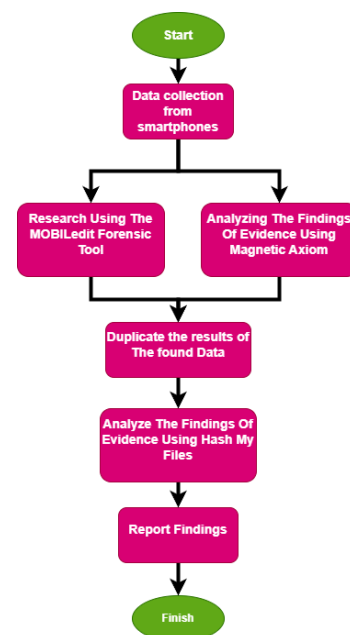 Start
Data collection
from
smartphones
Research Using The
MOBILedit Forensic
Tool
Analyzing The Findings
Of Evidence Using
Magnetic Axiom
Duplicate the results of
The found Data
Analyze The Findings Of
Evidence Using Hash My
Files
Report Findings
Finish